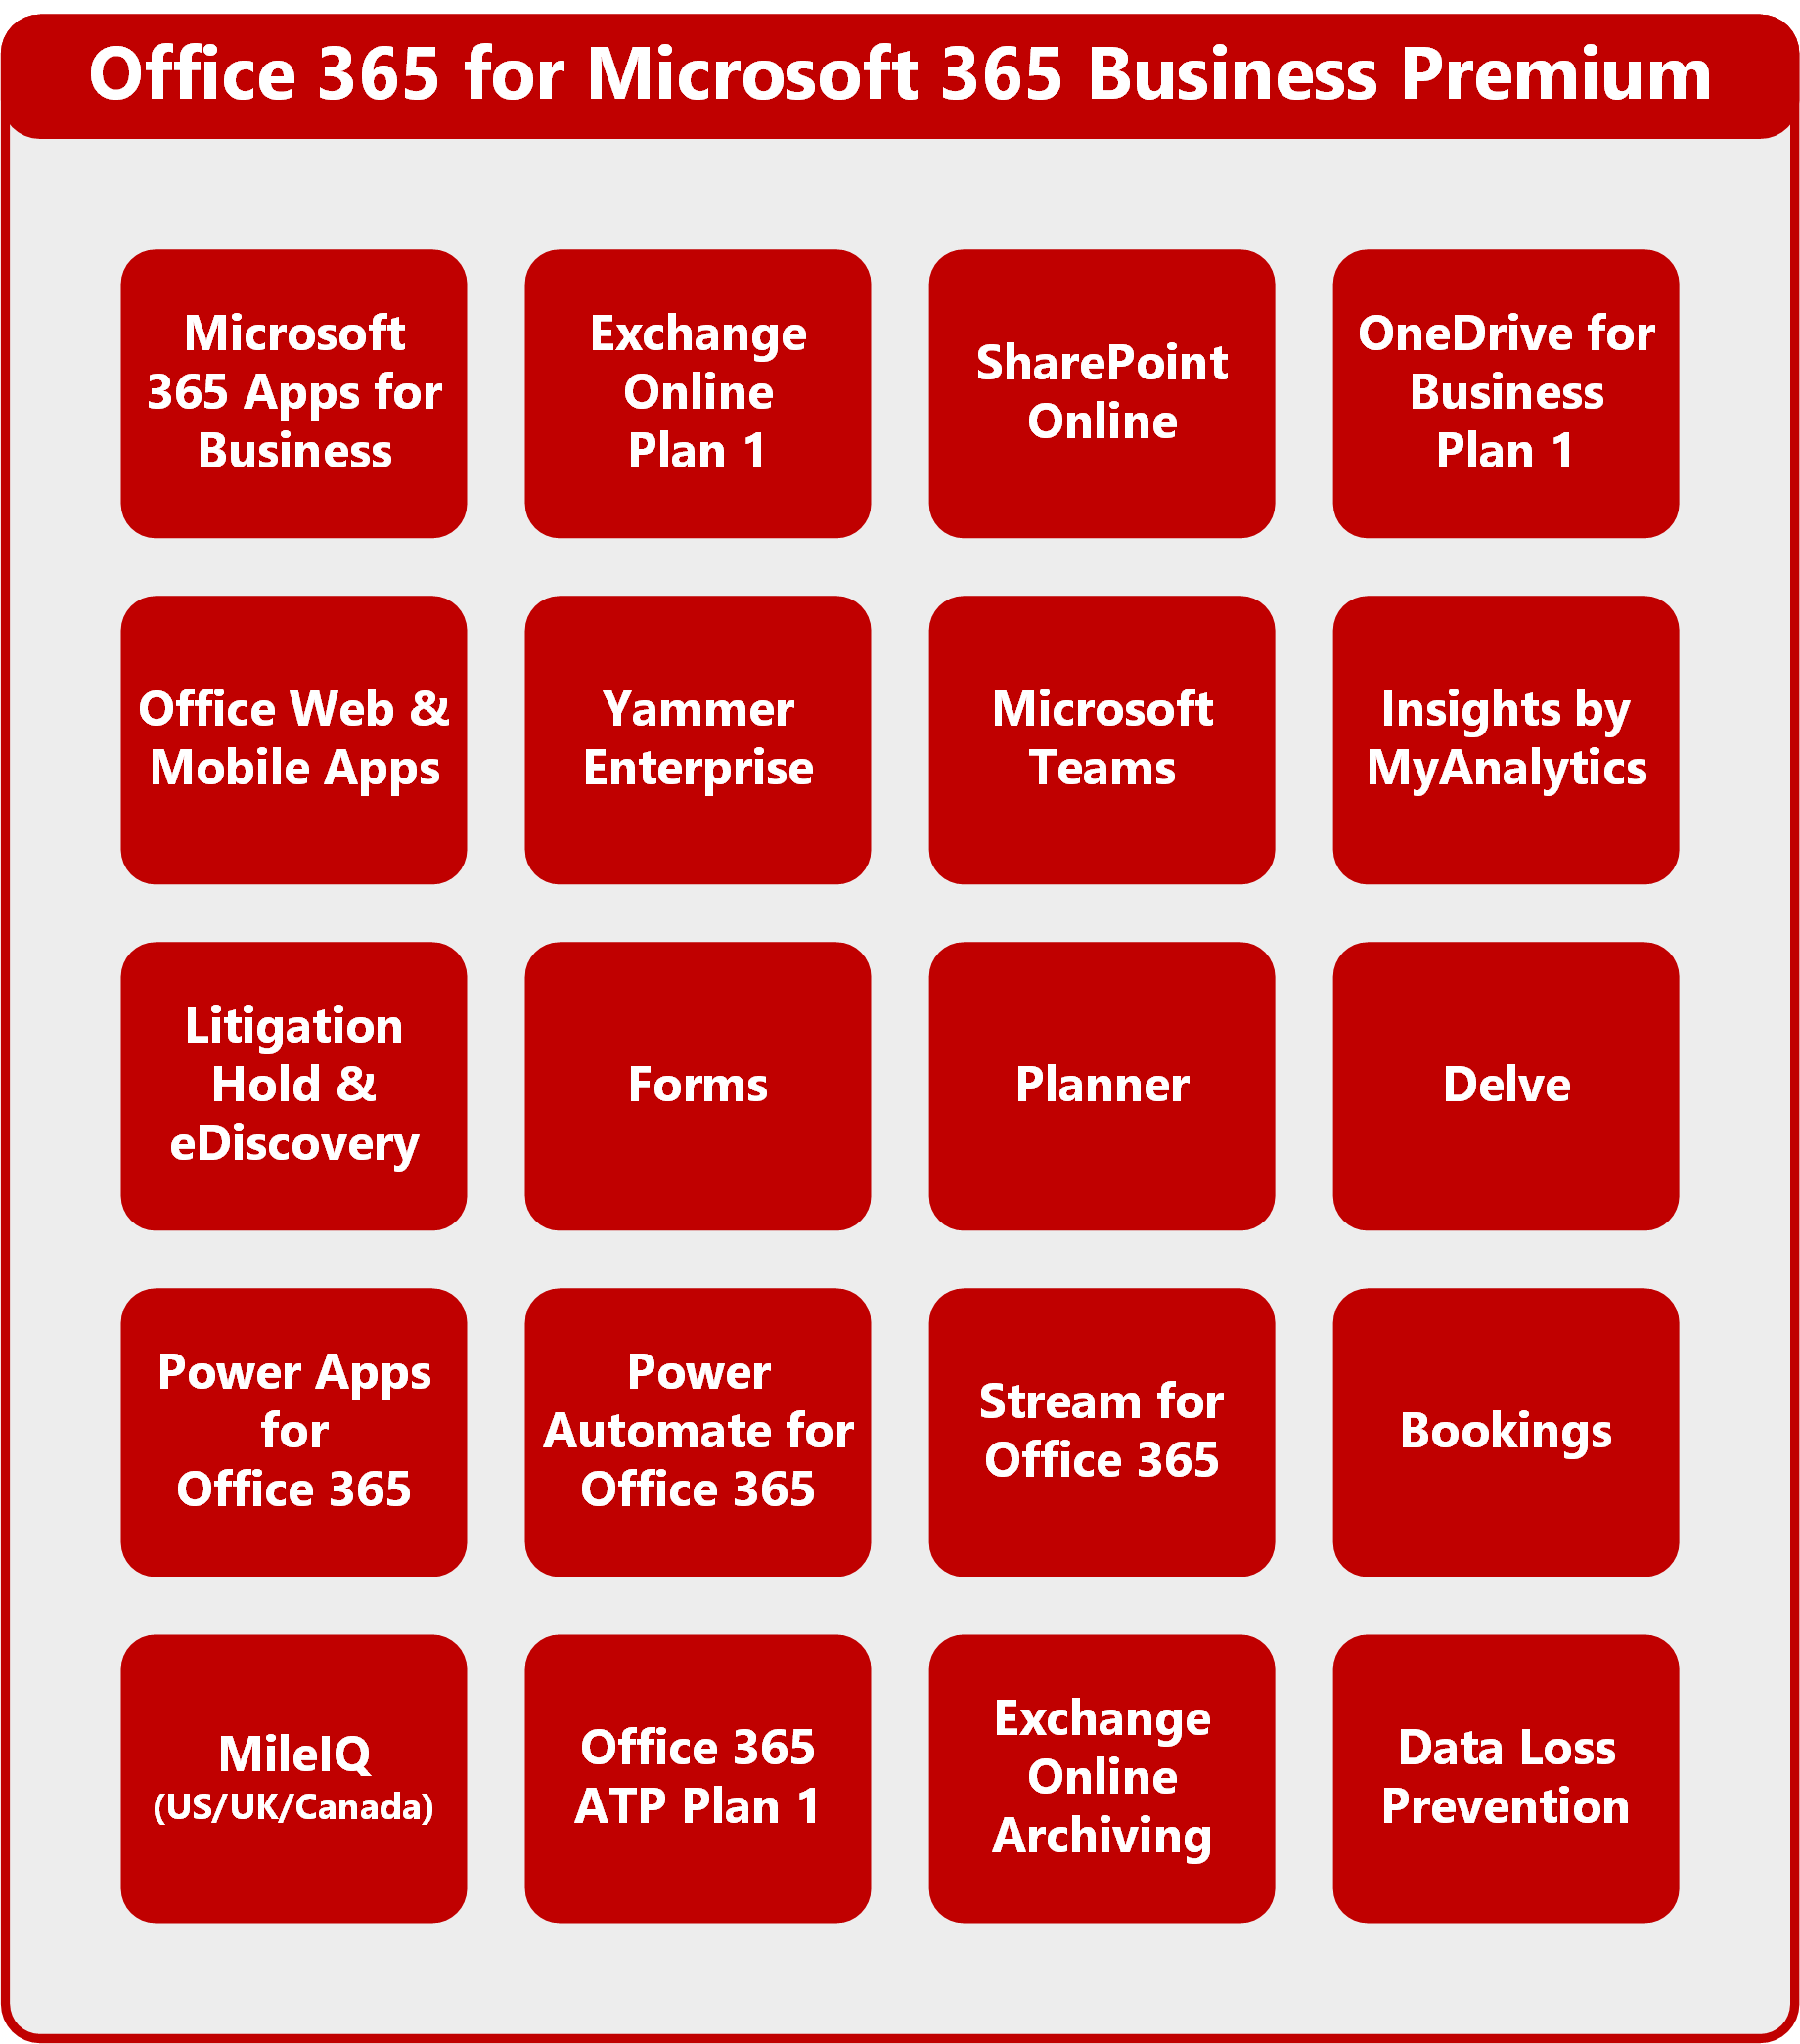 Office 365 for Microsoft 365 Business Premium
Microsoft
365 Apps for
Business
Exchange
Online
Plan 1
SharePoint
Online
OneDrive for
Business
Plan 1
Office Web &
Mobile Apps
Yammer
Enterprise
Microsoft
Teams
Insights by
MyAnalytics
Litigation
Hold &
eDiscovery
Forms
Planner
Delve
Power Apps
for
Office 365
Power
Automate for
Office 365
Stream for
Office 365
Bookings
MileIQ
(US/UK/Canada)
Office 365
ATP Plan 1
Exchange
Online
Archiving
Data Loss
Prevention